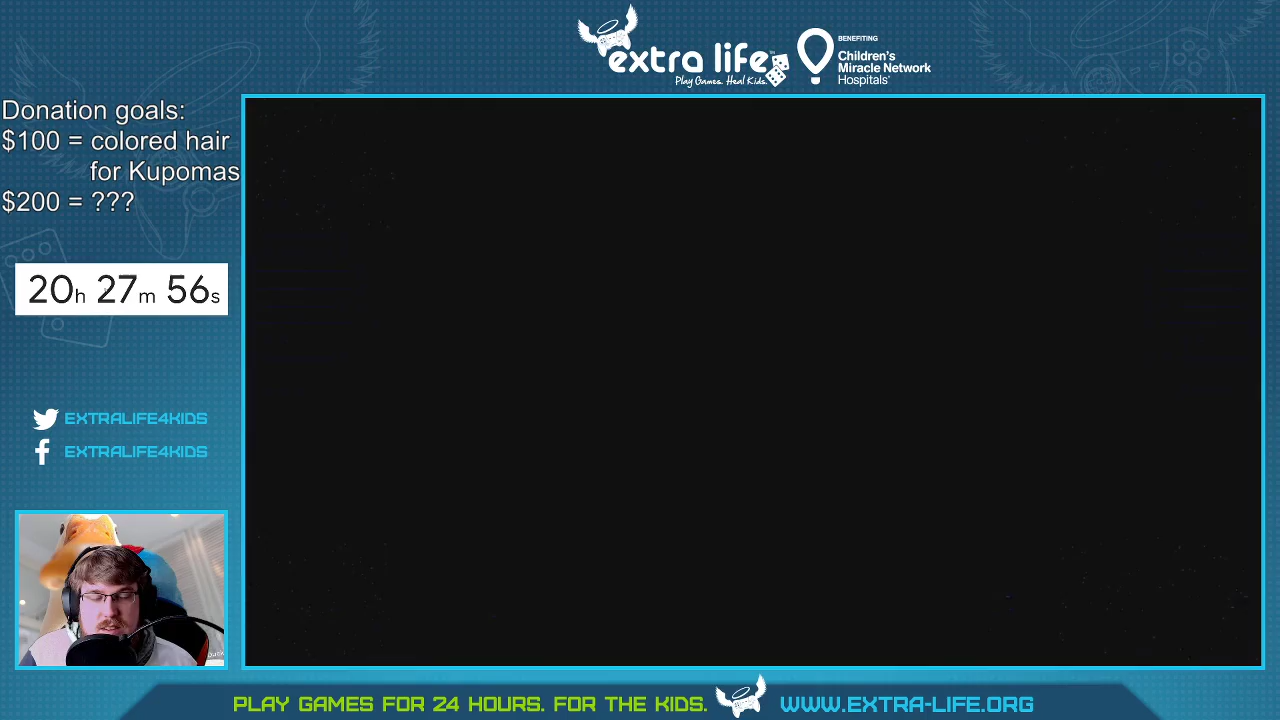 extra life
Play Games. Heal Kids.
BENEFITING
Children's
Miracle Network
Hospitals
Donation goals:
$100 = colored hair
for Kupomas
$200 = ???
20h 27m 56s
EXTRALIFE4KIDS
EXTRALIFE4KIDS
PLAY GAMES FOR 24 HOURS. FOR THE KIDS.
WWW.EXTRA-LIFE.ORG